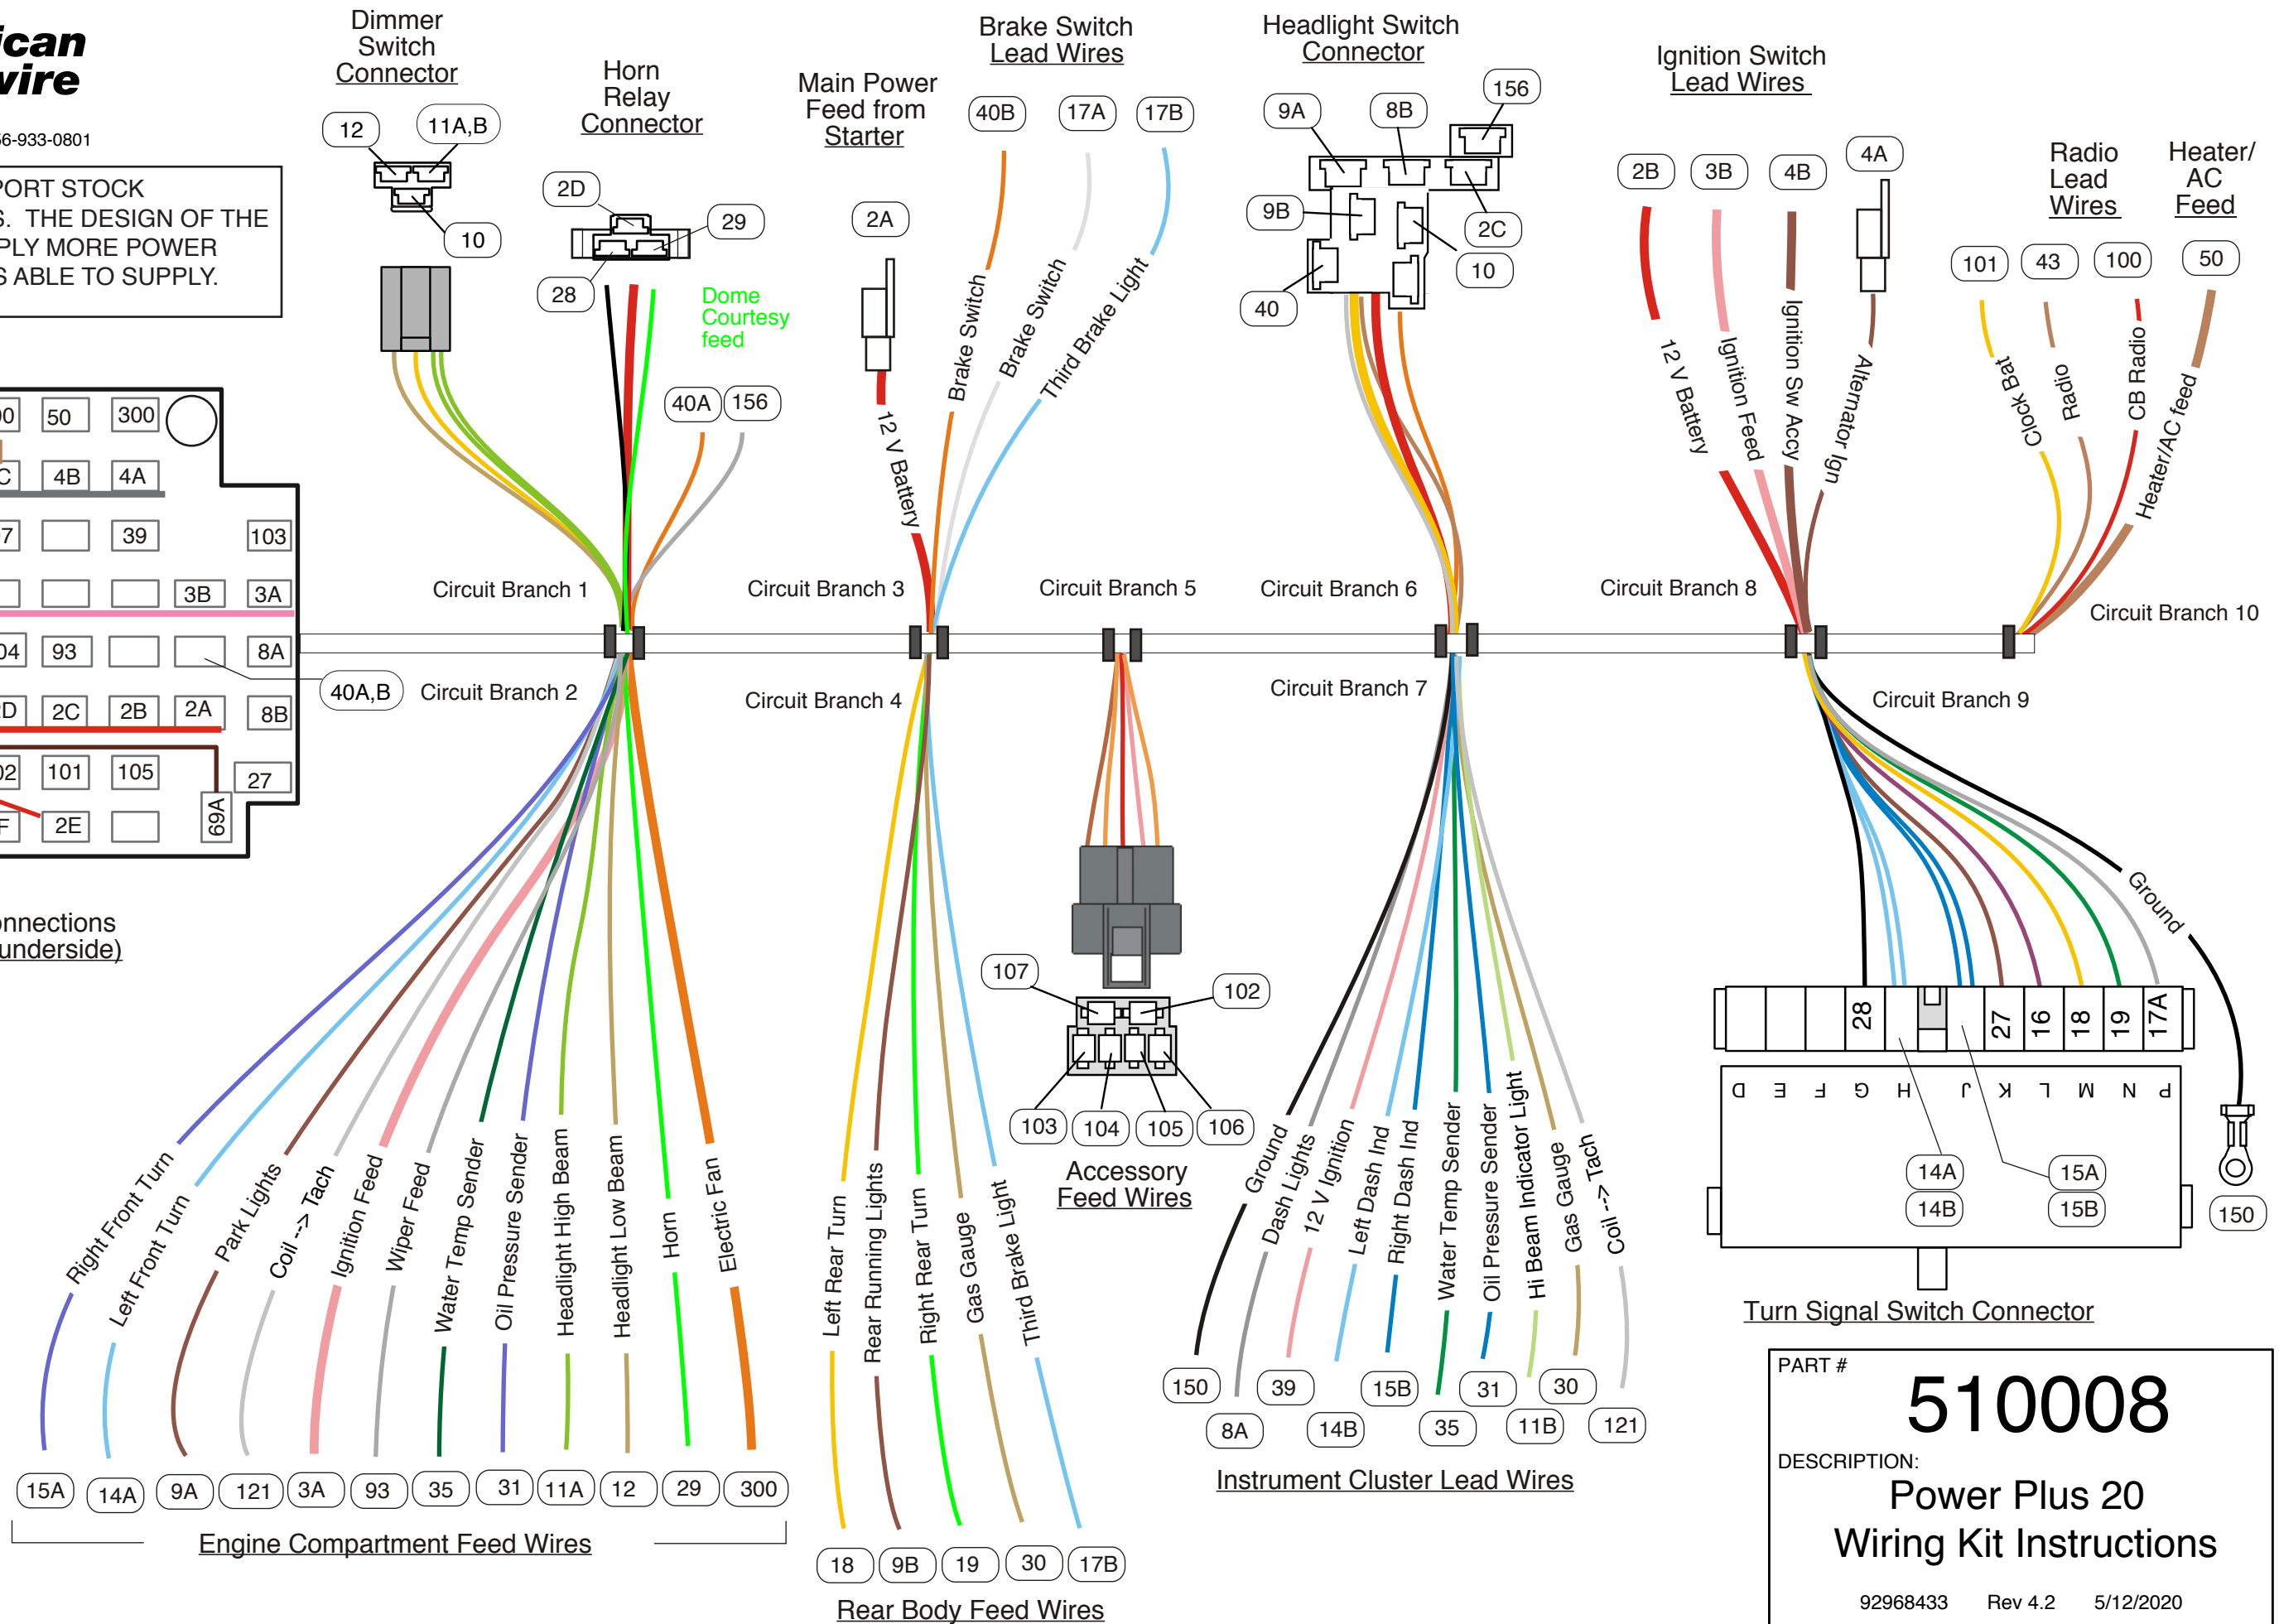 ican
wire
56-933-0801
PORT STOCK
S. THE DESIGN OF THE
PLY MORE POWER
S ABLE TO SUPPLY.
Dimmer
Switch
Connector
12
11A,B
10
Horn
Relay
Connector
2D
29
28
Dome
Courtesy
feed
40A
156
Main Power
Feed from
Starter
2A
12 V Battery
Brake Switch
Lead Wires
40B
17A
17B
Brake Switch
Brake Switch
Third Brake Light
Headlight Switch
Connector
156
9A
8B
9B
2C
10
40
Ignition Switch
Lead Wires
2B
3B
4B
4A
12 V Battery
Ignition Feed
Ignition Sw Accy
Alternator Ign
Radio
Lead
Wires
Heater/
AC
Feed
101
43
100
50
Clock Bat
Radio
CB Radio
Heater/AC feed
00
50
300
C
4B
4A
07
39
103
3B
3A
04
93
8A
40A,B
2D
2C
2B
2A
8B
02
101
105
27
F
2E
69A
onnections
underside)
Circuit Branch 1
Circuit Branch 3
Circuit Branch 5
Circuit Branch 6
Circuit Branch 8
Circuit Branch 10
Circuit Branch 2
Circuit Branch 4
Circuit Branch 7
Circuit Branch 9
Right Front Turn
Left Front Turn
Park Lights
Coil --> Tach
Ignition Feed
Wiper Feed
Water Temp Sender
Oil Pressure Sender
Headlight High Beam
Headlight Low Beam
Horn
Electric Fan
15A
14A
9A
121
3A
93
35
31
11A
12
29
300
Engine Compartment Feed Wires
Left Rear Turn
Rear Running Lights
Right Rear Turn
Gas Gauge
Third Brake Light
18
9B
19
30
17B
Rear Body Feed Wires
107
102
103
104
105
106
Accessory
Feed Wires
Ground
Dash Lights
12 V Ignition
Left Dash Ind
Right Dash Ind
Water Temp Sender
Oil Pressure Sender
Hi Beam Indicator Light
Gas Gauge
Coil --> Tach
150
8A
39
14B
15B
35
31
11B
30
121
Instrument Cluster Lead Wires
Ground
28
27
16
18
19
17A
D E F G H J K L M N P
14A
14B
15A
15B
150
Turn Signal Switch Connector
PART #
510008
DESCRIPTION:
Power Plus 20
Wiring Kit Instructions
92968433 Rev 4.2 5/12/2020